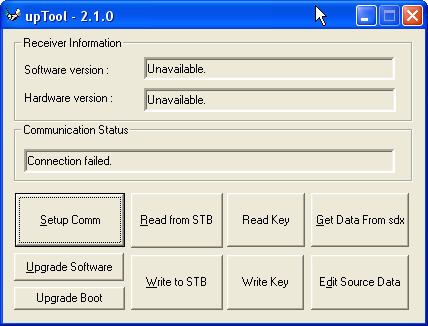 upTool - 2.1.0
Receiver Information
Software version : Unavailable.
Hardware version : Unavailable.
Communication Status
Connection failed.
Setup Comm Read from STB Read Key Get Data From sdx
Upgrade Software
Write to STB Write Key Edit Source Data
Upgrade Boot